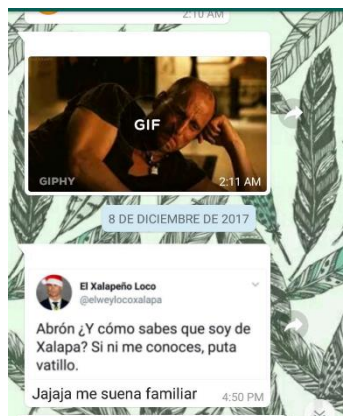 2:10 AM
GIF
GIPHY
2:11 AM
8 DE DICIEMBRE DE 2017
El Xalapeño Loco
@elweylocoxalapa
Abrón ¿Y cómo sabes que soy de
Xalapa? Si ni me conoces, puta
vatillo.
Jajaja me suena familiar
4:50 PM